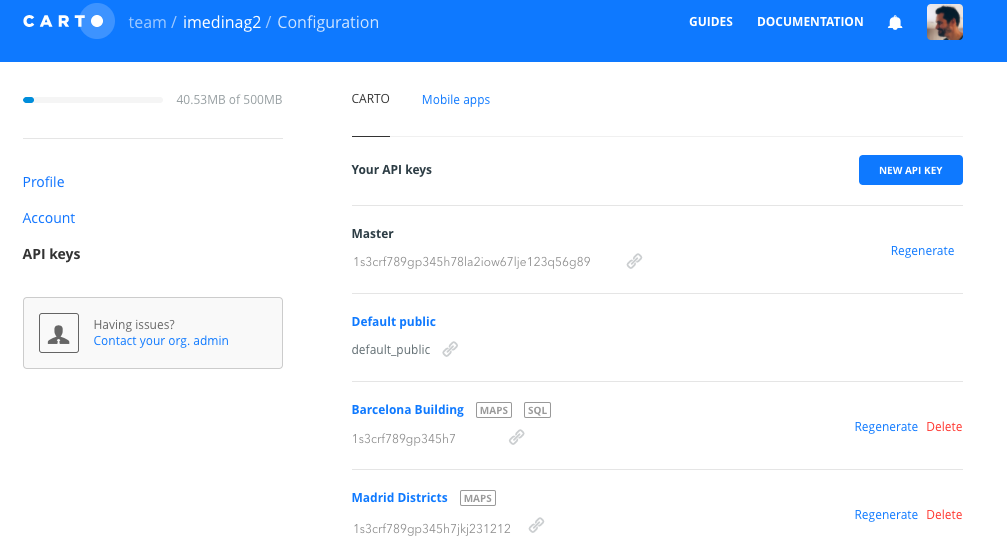 CARTO team / imedinag2 / Configuration GUIDES DOCUMENTATION
40.53MB of 500MB
CARTO Mobile apps
Your API keys NEW API KEY
Profile
Account
API keys
Master
1s3crf789gp345h78la2iow67lje123q56g89 Regenerate
Having issues?
Contact your org. admin
Default public
default_public
Barcelona Building MAPS SQL
1s3crf789gp345h7 Regenerate Delete
Madrid Districts MAPS
1s3crf789gp345h7jkj231212 Regenerate Delete